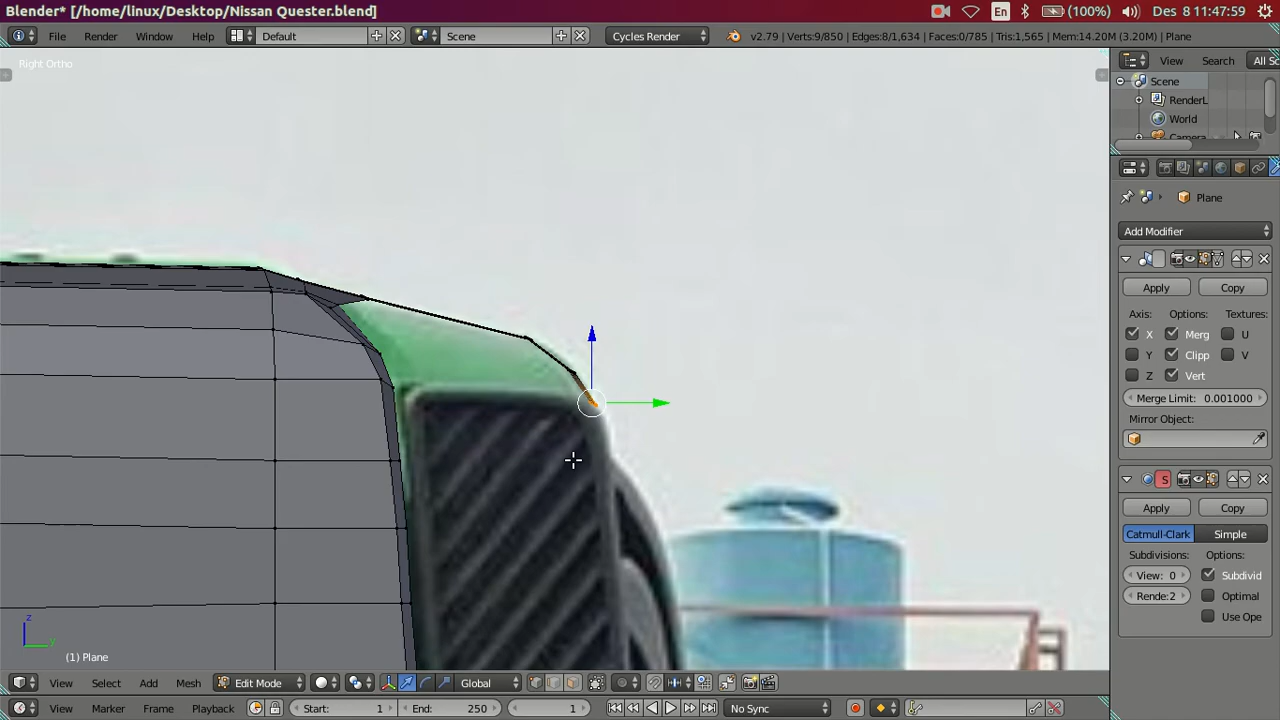 Blender* [/home/linux/Desktop/Nissan Quester.blend]
En (100%) Des 8 11:47:59
File Render Window Help Default Scene Cycles Render v2.79 | Verts:9/850 | Edges:8/1,634 | Faces:0/785 | Tris:1,565 | Mem:14.20M (3.20M) | Plane
Right Ortho
View Search All Sc
Scene
RenderL
World
Camera
Plane
Add Modifier
Apply Copy
Axis: Options: Textures:
X Merg U
Y Clipp V
Z Vert
Merge Limit: 0.001000
Mirror Object:
S
Apply Copy
Catmull-Clark Simple
Subdivisions: Options:
View: 0 Subdivid
Rende:2 Optimal
Use Ope
z
y
(1) Plane
View Select Add Mesh Edit Mode Global
View Marker Frame Playback Start: 1 End: 250 1 No Sync